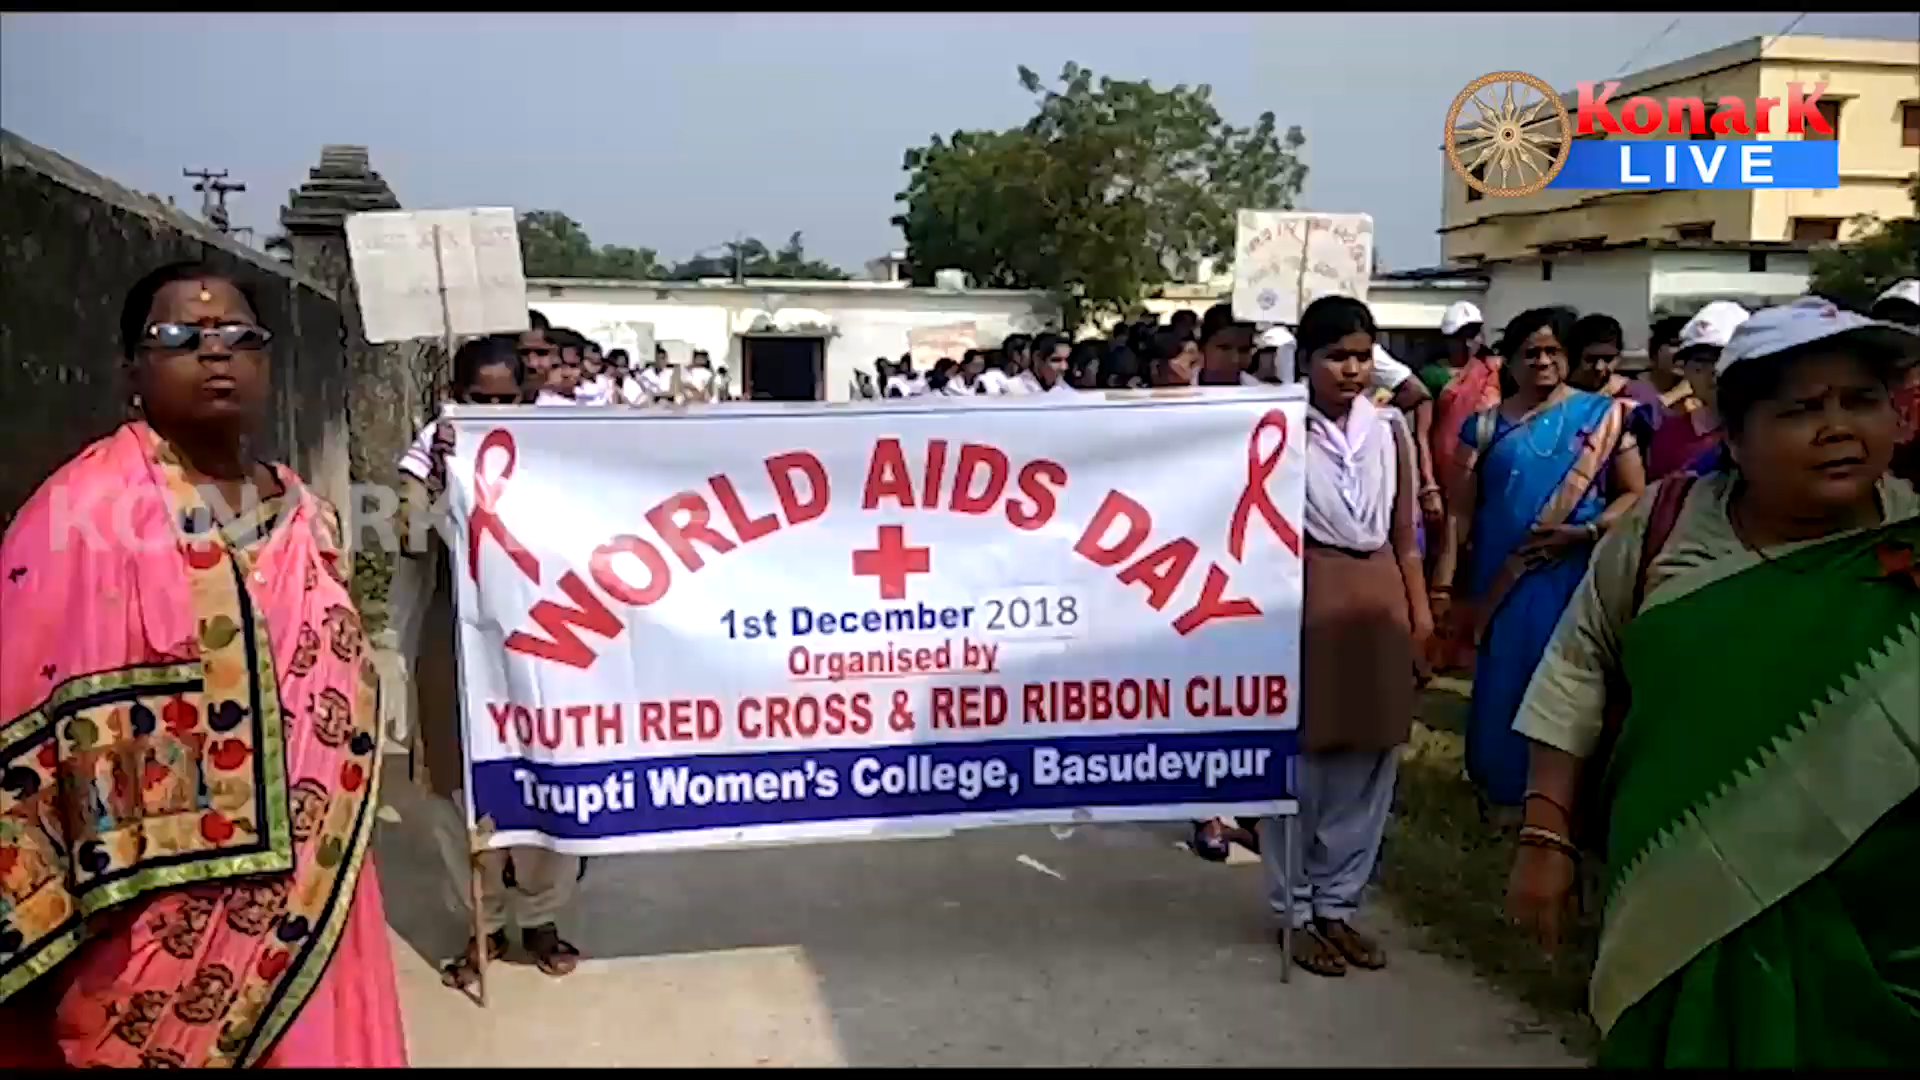 Konark
LIVE
KONARK
WORLD AIDS DAY
1st December 2018
Organised by
YOUTH RED CROSS & RED RIBBON CLUB
Trupti Women's College, Basudevpur